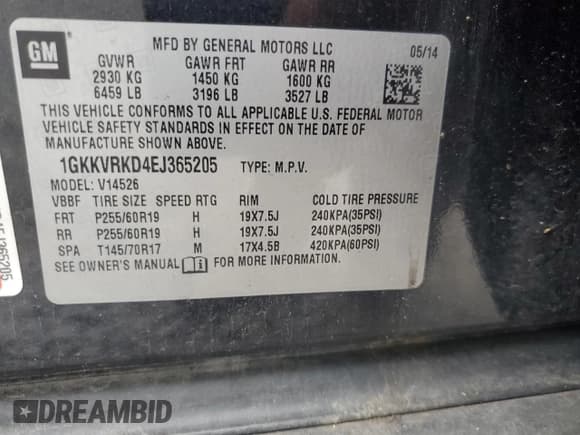 GM
MFD BY GENERAL MOTORS LLC
05/14
GVWR GAWR FRT GAWR RR
2930 KG 1450 KG 1600 KG
6459 LB 3196 LB 3527 LB
THIS VEHICLE CONFORMS TO ALL APPLICABLE U.S. FEDERAL MOTOR
VEHICLE SAFETY STANDARDS IN EFFECT ON THE DATE OF
MANUFACTURE SHOWN ABOVE.
1GKKVRKD4EJ365205 TYPE: M.P.V.
MODEL: V14526
VBBF TIRE SIZE SPEED RTG RIM COLD TIRE PRESSURE
FRT P255/60R19 H 19X7.5J 240KPA(35PSI)
RR P255/60R19 H 19X7.5J 240KPA(35PSI)
SPA T145/70R17 M 17X4.5B 420KPA(60PSI)
SEE OWNER'S MANUAL FOR MORE INFORMATION.
DREAMBID